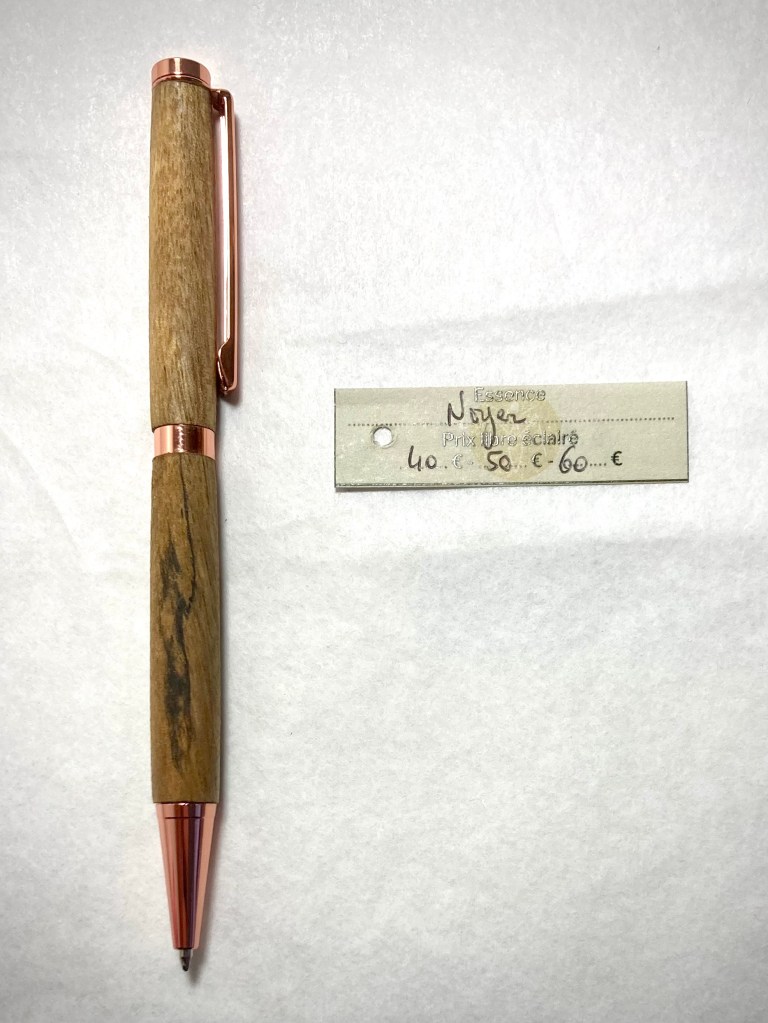 Essence
Noyer
Prix libre éclairé
40 € - 50 € - 60 €